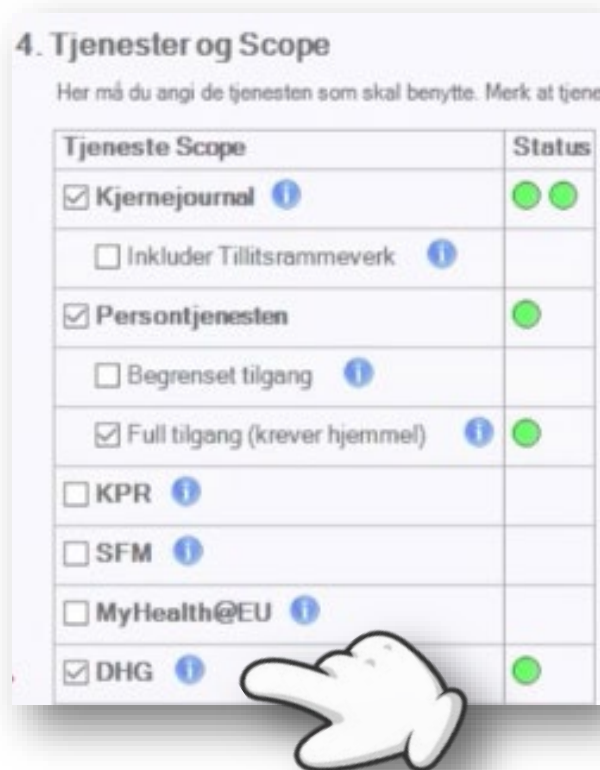 4. Tjenester og Scope
Her må du angi de tjenesten som skal benytte. Merk at tjene
Tjeneste Scope Status
Kjernejournal
Inkluder Tillitsrammeverk
Persontjenesten
Begrenset tilgang
Full tilgang (krever hjemmel)
KPR
SFM
MyHealth@EU
DHG